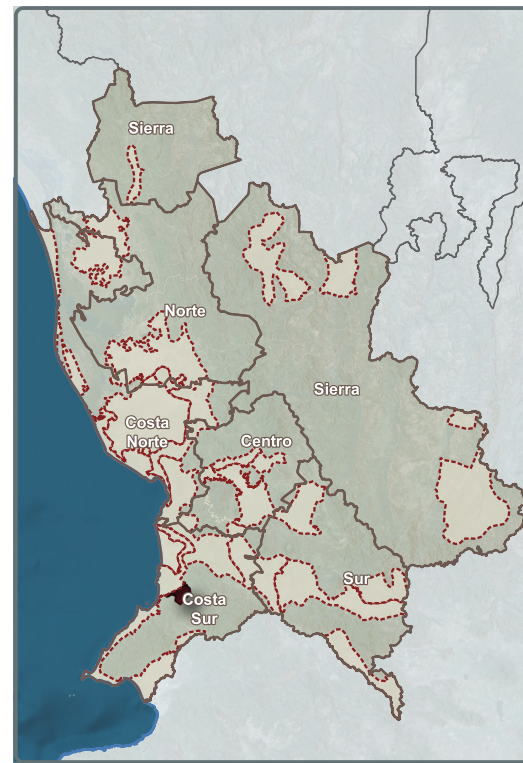 Sierra
Norte
Sierra
Costa
Norte
Centro
Sur
Costa
Sur